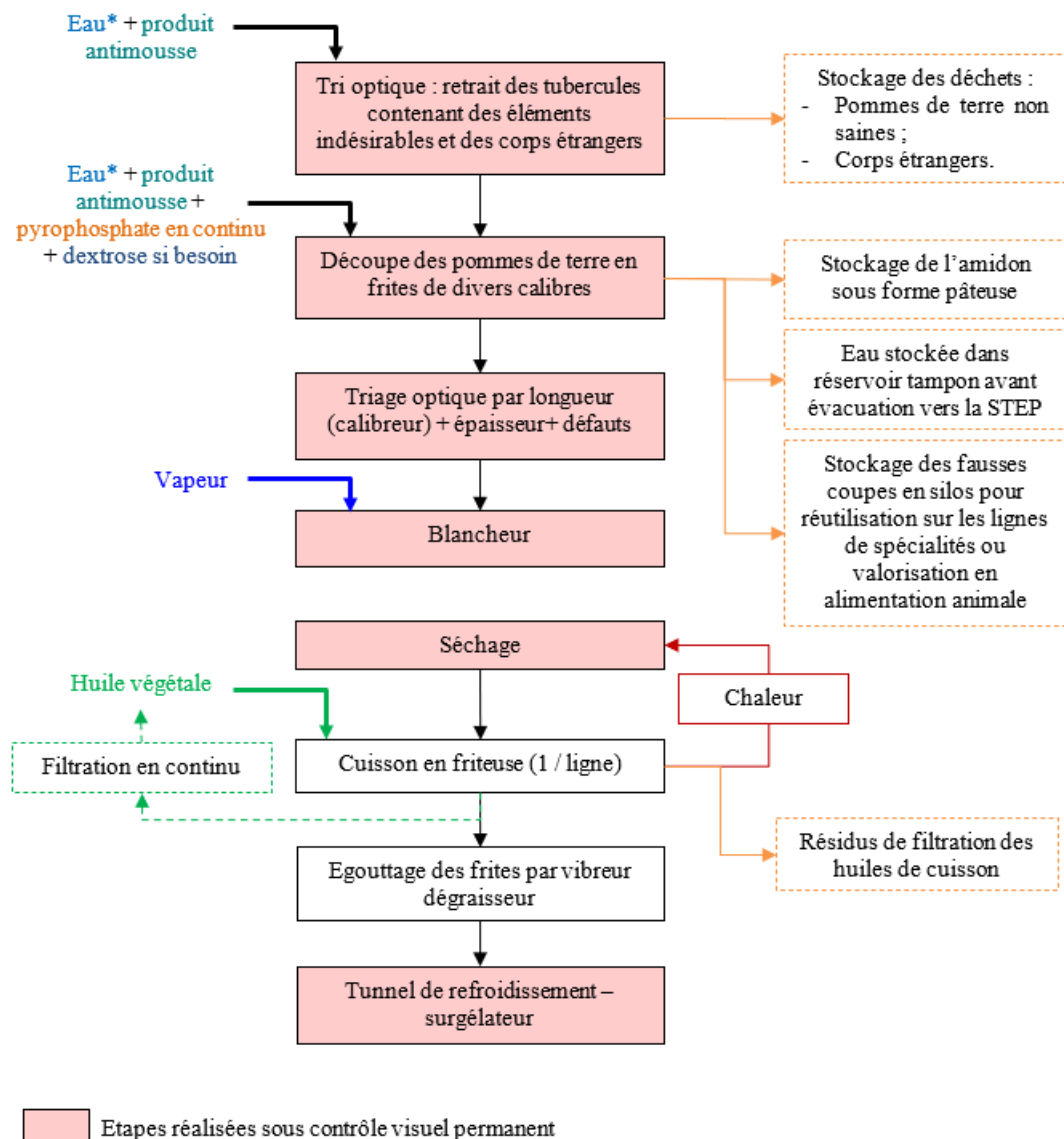 Eau* + produit
antimousse
Tri optique : retrait des tubercules
contenant des éléments
indésirables et des corps étrangers
Stockage des déchets :
- Pommes de terre non
saines ;
- Corps étrangers.
Eau* + produit
antimousse +
pyrophosphate en continu
+ dextrose si besoin
Découpe des pommes de terre en
frites de divers calibres
Stockage de l’amidon
sous forme pâteuse
Eau stockée dans
réservoir tampon avant
évacuation vers la STEP
Triage optique par longueur
(calibreur) + épaisseur+ défauts
Stockage des fausses
coupes en silos pour
réutilisation sur les lignes
de spécialités ou
valorisation en
alimentation animale
Vapeur
Blancheur
Séchage
Chaleur
Huile végétale
Filtration en continu
Cuisson en friteuse (1 / ligne)
Résidus de filtration des
huiles de cuisson
Egouttage des frites par vibreur
dégraisseur
Tunnel de refroidissement –
surgélateur
Etapes réalisées sous contrôle visuel permanent